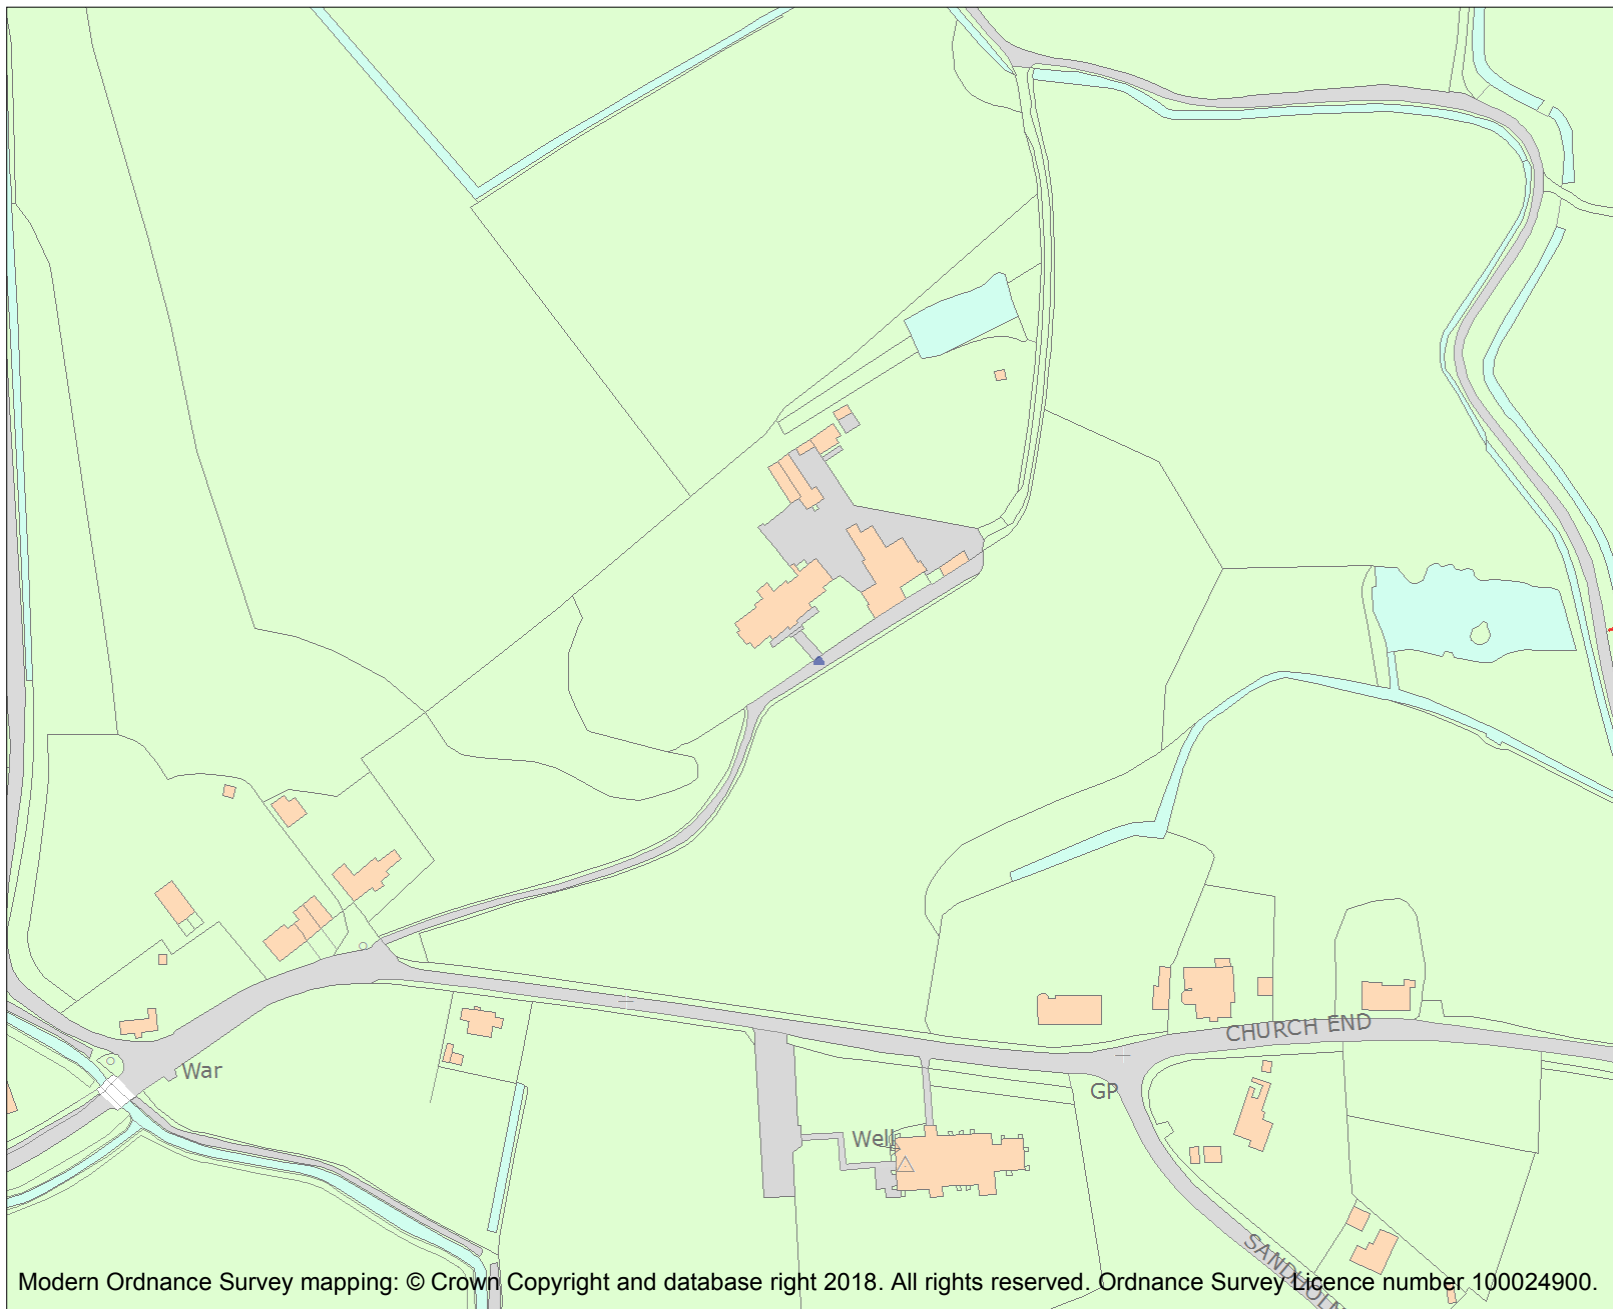 CHURCH END
War
GP
Well
SANDHOLM
Modern Ordnance Survey mapping: © Crown Copyright and database right 2018. All rights reserved. Ordnance Survey Licence number 100024900.